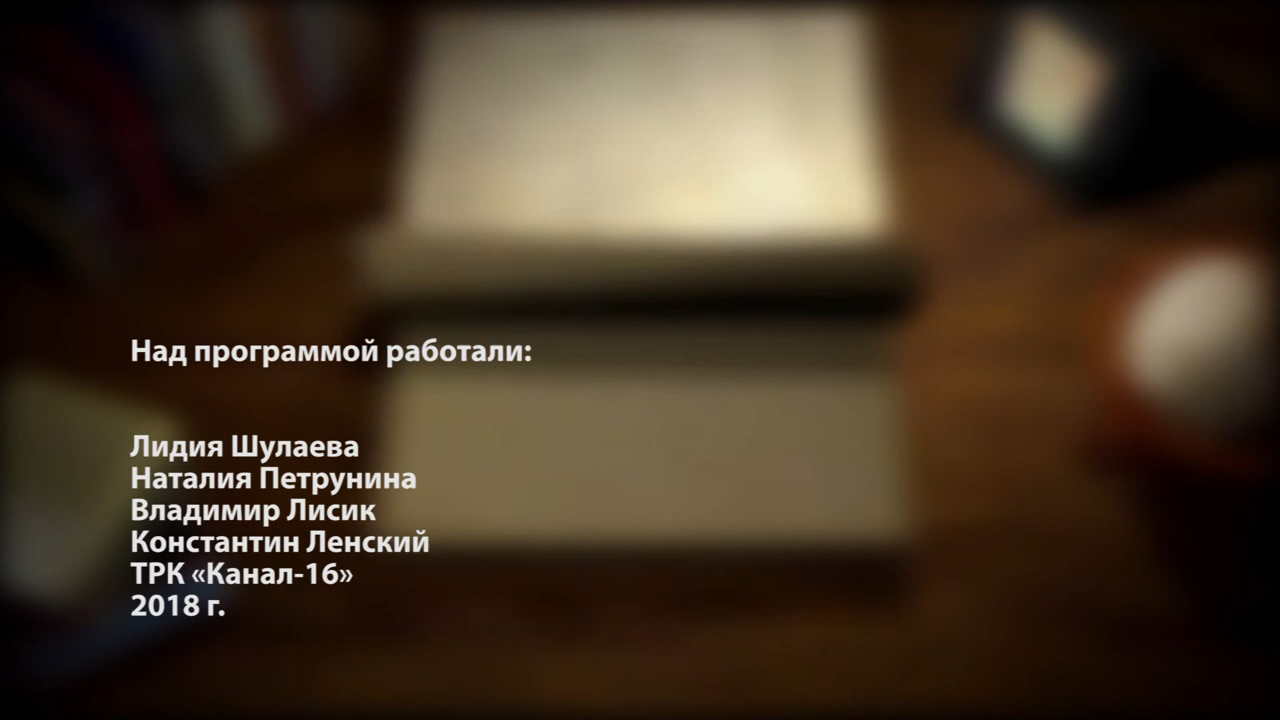 Над программой работали:
Лидия Шулаева
Наталия Петрунина
Владимир Лисик
Константин Ленский
ТРК «Канал-16»
2018 г.